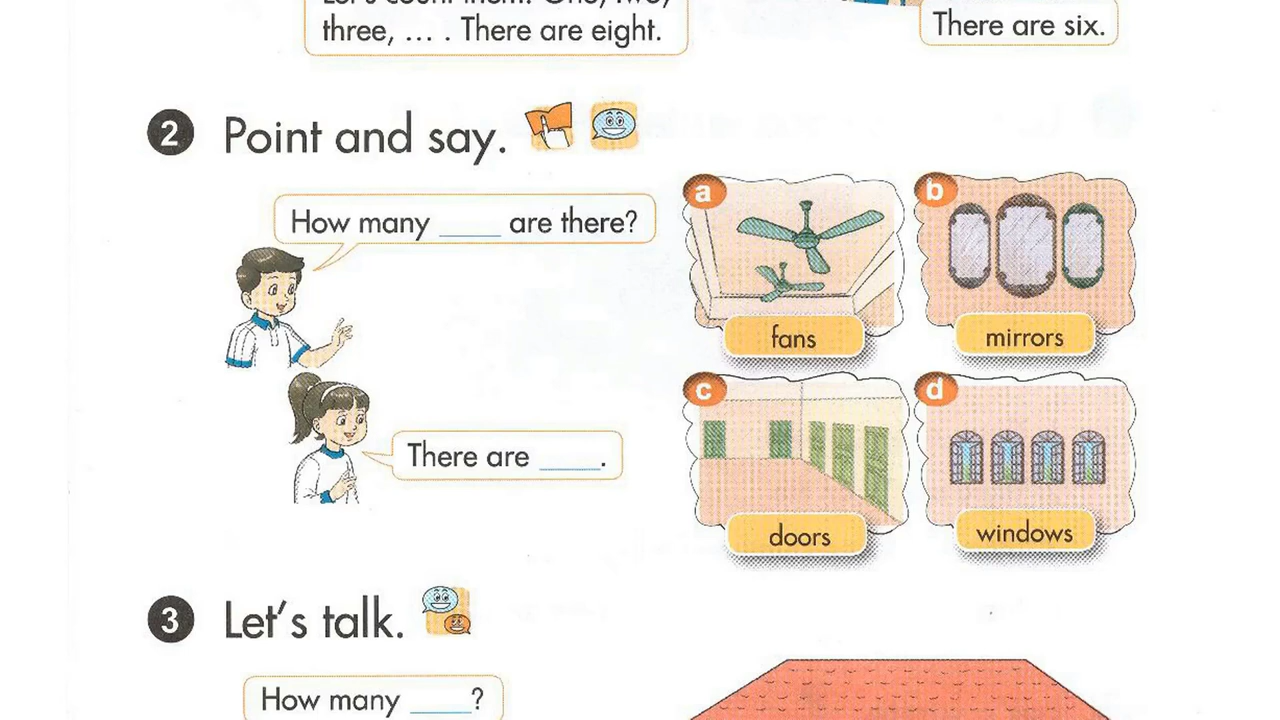 three, ... . There are eight.
There are six.
2 Point and say.
How many ____ are there?
There are ____.
a
fans
b
mirrors
c
doors
d
windows
3 Let's talk.
How many ____?